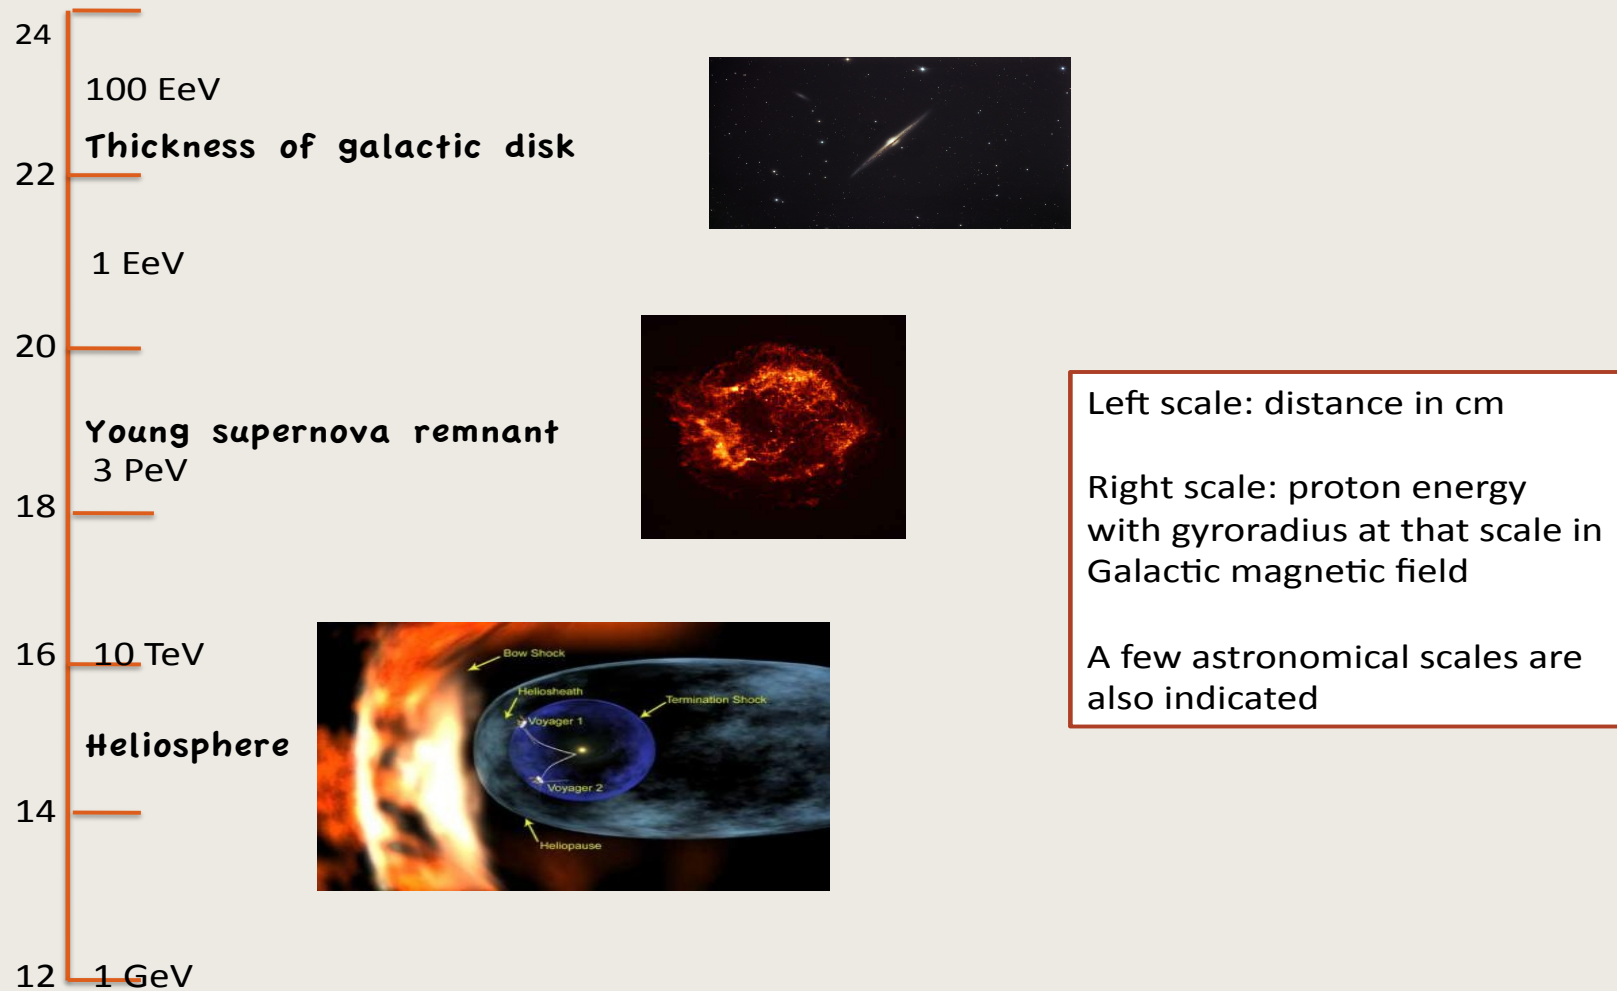 24
100 EeV
Thickness of galactic disk
22
1 EeV
20
Young supernova remnant
3 PeV
18
16
10 TeV
Heliosphere
14
12
1 GeV
Bow Shock
Heliosheath
Termination Shock
Voyager 1
Voyager 2
Heliopause
Left scale: distance in cm
Right scale: proton energy
with gyroradius at that scale in
Galactic magnetic field
A few astronomical scales are
also indicated